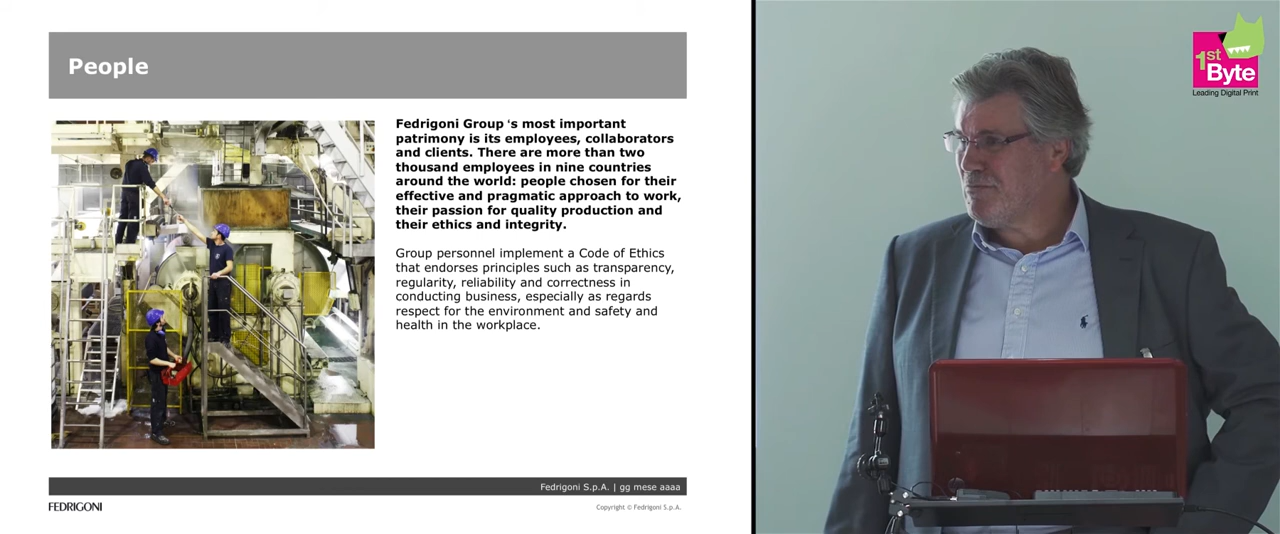 People
Fedrigoni Group ‘s most important
patrimony is its employees, collaborators
and clients. There are more than two
thousand employees in nine countries
around the world: people chosen for their
effective and pragmatic approach to work,
their passion for quality production and
their ethics and integrity.
Group personnel implement a Code of Ethics
that endorses principles such as transparency,
regularity, reliability and correctness in
conducting business, especially as regards
respect for the environment and safety and
health in the workplace.
Fedrigoni S.p.A. | gg mese aaaa
FEDRIGONI
Copyright © Fedrigoni S.p.A.
1st
Byte
Leading Digital Print